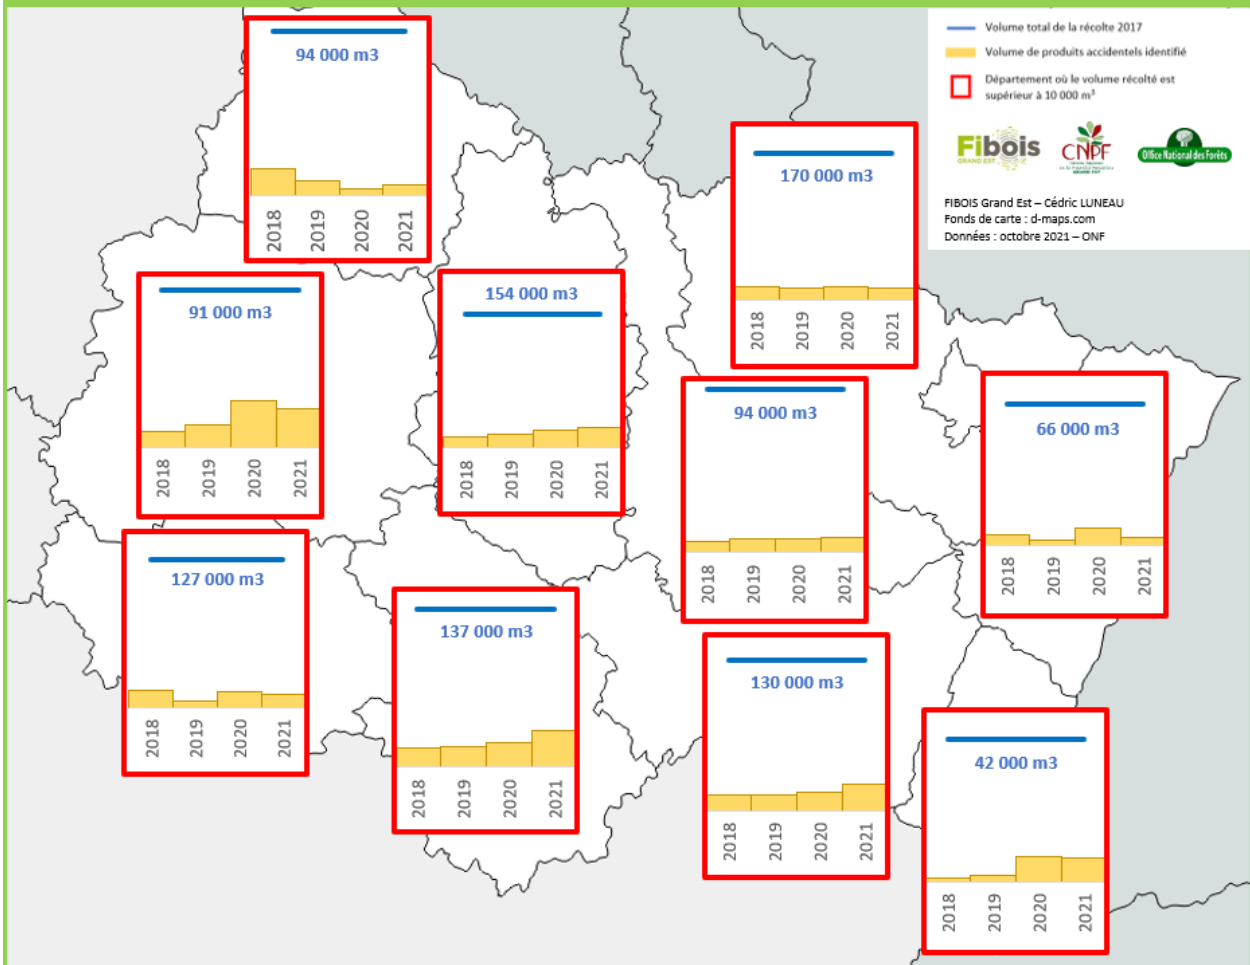 Volume total de la récolte 2017
Volume de produits accidentels identifié
Département où le volume récolté est
supérieur à 10 000 m³
Fibois
GRAND EST
CNPF
GRAND EST
Office National des Forêts
FIBOIS Grand Est – Cédric LUNEAU
Fonds de carte : d-maps.com
Données : octobre 2021 – ONF
94 000 m3
2018
2019
2020
2021
170 000 m3
2018
2019
2020
2021
91 000 m3
2018
2019
2020
2021
154 000 m3
2018
2019
2020
2021
94 000 m3
2018
2019
2020
2021
66 000 m3
2018
2019
2020
2021
127 000 m3
2018
2019
2020
2021
137 000 m3
2018
2019
2020
2021
130 000 m3
2018
2019
2020
2021
42 000 m3
2018
2019
2020
2021